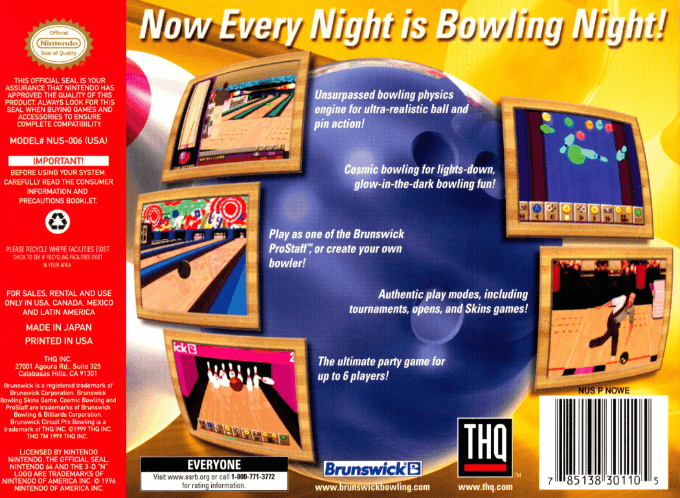 Official
Nintendo
Seal of Quality
THIS OFFICIAL SEAL IS YOUR
ASSURANCE THAT NINTENDO HAS
APPROVED THE QUALITY OF THIS
PRODUCT. ALWAYS LOOK FOR THIS
SEAL WHEN BUYING GAMES AND
ACCESSORIES TO ENSURE
COMPLETE COMPATIBILITY.
MODEL# NUS-006 (USA)
IMPORTANT!
BEFORE USING YOUR SYSTEM,
CAREFULLY READ THE CONSUMER
INFORMATION AND
PRECAUTIONS BOOKLET.
PLEASE RECYCLE WHERE FACILITIES EXIST
CHECK TO SEE IF RECYCLING FACILITIES EXIST
IN YOUR AREA
FOR SALES, RENTAL AND USE
ONLY IN USA, CANADA, MEXICO
AND LATIN AMERICA
MADE IN JAPAN
PRINTED IN USA
THQ INC.
27001 Agoura Rd., Suite 325
Calabasas Hills, CA 91301
Brunswick is a registered trademark of
Brunswick Corporation. Brunswick
Bowling Skins Game, Cosmic Bowling and
ProStaff are trademarks of Brunswick
Bowling & Billiards Corporation.
Brunswick Circuit Pro Bowling is a
trademark of THQ INC. ©1999 THQ INC.
THQ TM 1999 THQ INC.
LICENSED BY NINTENDO
NINTENDO, THE OFFICIAL SEAL,
NINTENDO 64 AND THE 3-D "N"
LOGO ARE TRADEMARKS OF
NINTENDO OF AMERICA INC. © 1996
NINTENDO OF AMERICA INC.
Now Every Night is Bowling Night!
Unsurpassed bowling physics
engine for ultra-realistic ball and
pin action!
Cosmic bowling for lights-down,
glow-in-the-dark bowling fun!
Play as one of the Brunswick
ProStaff™, or create your own
bowler!
Authentic play modes, including
tournaments, opens, and Skins games!
ick B
2
The ultimate party game for
up to 6 players!
EVERYONE
Visit www.esrb.org or call 1-800-771-3772
for rating information.
Brunswick B
www.brunswickbowling.com
THQ
TM
www.thq.com
NUS P NOWE
7 85138 30110 5